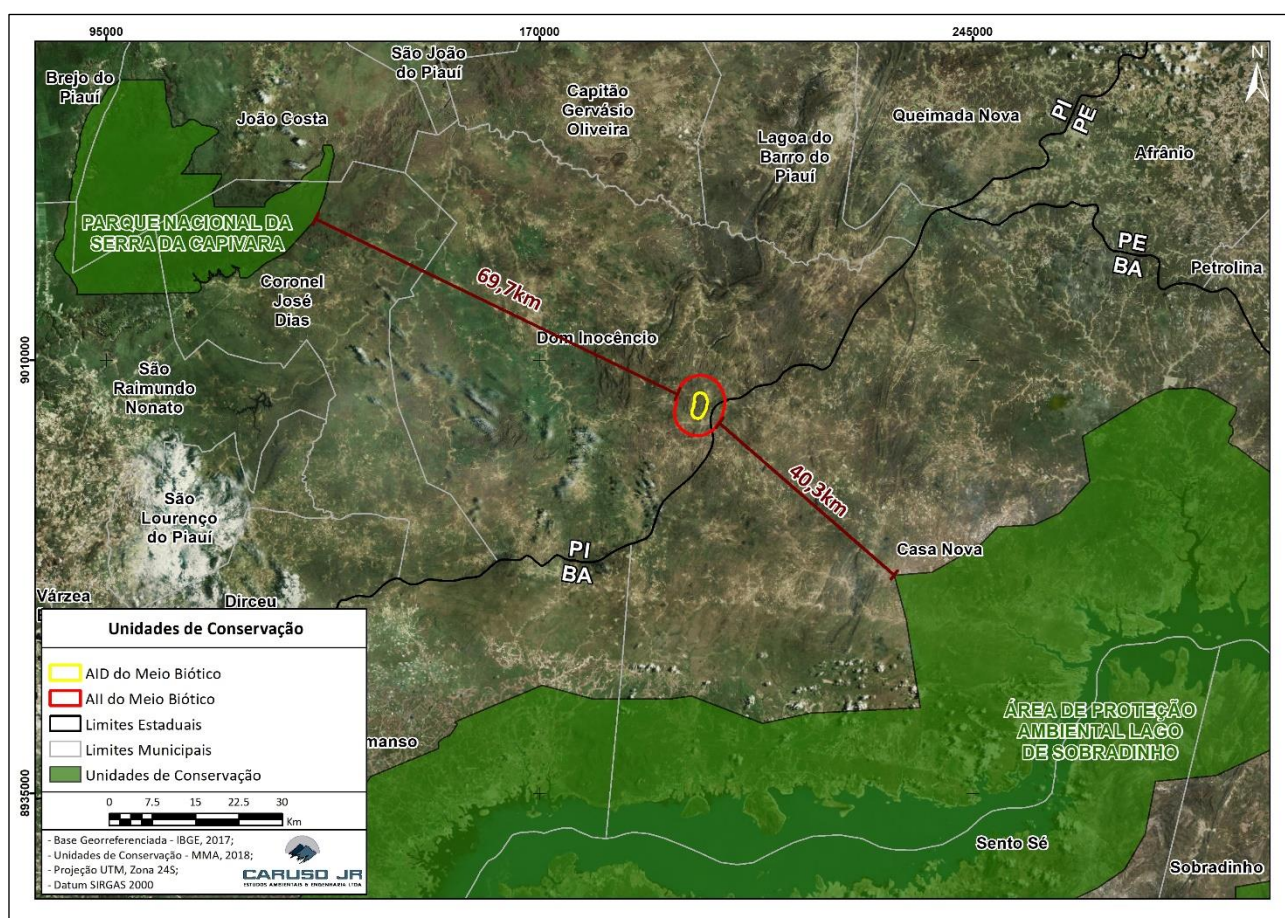 95000
170000
245000
N
Brejo do
Piauí
São João
do Piauí
João Costa
Capitão
Gervásio
Oliveira
Queimada Nova
PI
PE
Lagoa do
Barro do
Piauí
Afrânio
PARQUE NACIONAL DA
SERRA DA CAPIVARA
PE
BA
Petrolina
Coronel
José
Dias
69,7km
Dom Inocêncio
9010000
São
Raimundo
Nonato
40,3km
São
Lourenço
do Piauí
PI
BA
Casa Nova
Várzea
Dirceu
manso
ÁREA DE PROTEÇÃO
AMBIENTAL LAGO
DE SOBRADINHO
8935000
Sento Sé
Sobradinho
Unidades de Conservação
AID do Meio Biótico
AII do Meio Biótico
Limites Estaduais
Limites Municipais
Unidades de Conservação
0 7.5 15 22.5 30
Km
- Base Georreferenciada - IBGE, 2017;
- Unidades de Conservação - MMA, 2018;
- Projeção UTM, Zona 24S;
- Datum SIRGAS 2000
CARUSO JR
ESTUDOS AMBIENTAIS & ENGENHARIA LTDA